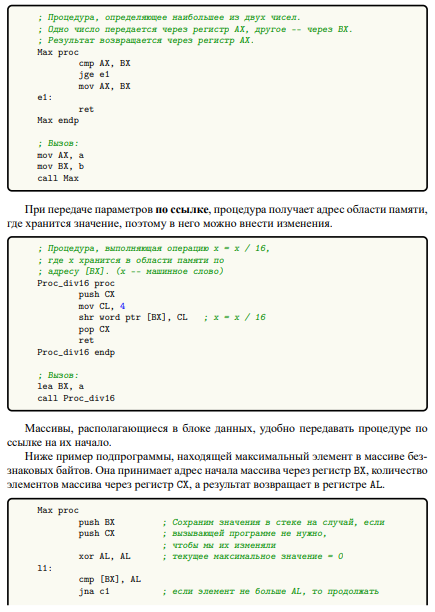 ; Процедура, определяющее наибольшее из двух чисел.
; Одно число передается через регистр AX, другое -- через BX.
; Результат возвращается через регистр AX.
Max proc
cmp AX, BX
jge e1
mov AX, BX
e1:
ret
Max endp
; Вызов:
mov AX, a
mov BX, b
call Max
При передаче параметров по ссылке, процедура получает адрес области памяти,
где хранится значение, поэтому в него можно внести изменения.
; Процедура, выполняющая операцию x = x / 16,
; где x хранится в области памяти по
; адресу [BX]. (x -- машинное слово)
Proc_div16 proc
push CX
mov CL, 4
shr word ptr [BX], CL ; x = x / 16
pop CX
ret
Proc_div16 endp
; Вызов:
lea BX, a
call Proc_div16
Массивы, располагающиеся в блоке данных, удобно передавать процедуре по
ссылке на их начало.
Ниже пример подпрограммы, находящей максимальный элемент в массиве без-
знаковых байтов. Она принимает адрес начала массива через регистр BX, количество
элементов массива через регистр CX, а результат возвращает в регистре AL.
Max proc
push BX ; Сохраним значения в стеке на случай, если
push CX ; вызывающей программе не нужно,
; чтобы мы их изменяли
xor AL, AL ; текущее максимальное значение = 0
l1:
cmp [BX], AL
jna c1 ; если элемент не больше AL, то продолжать